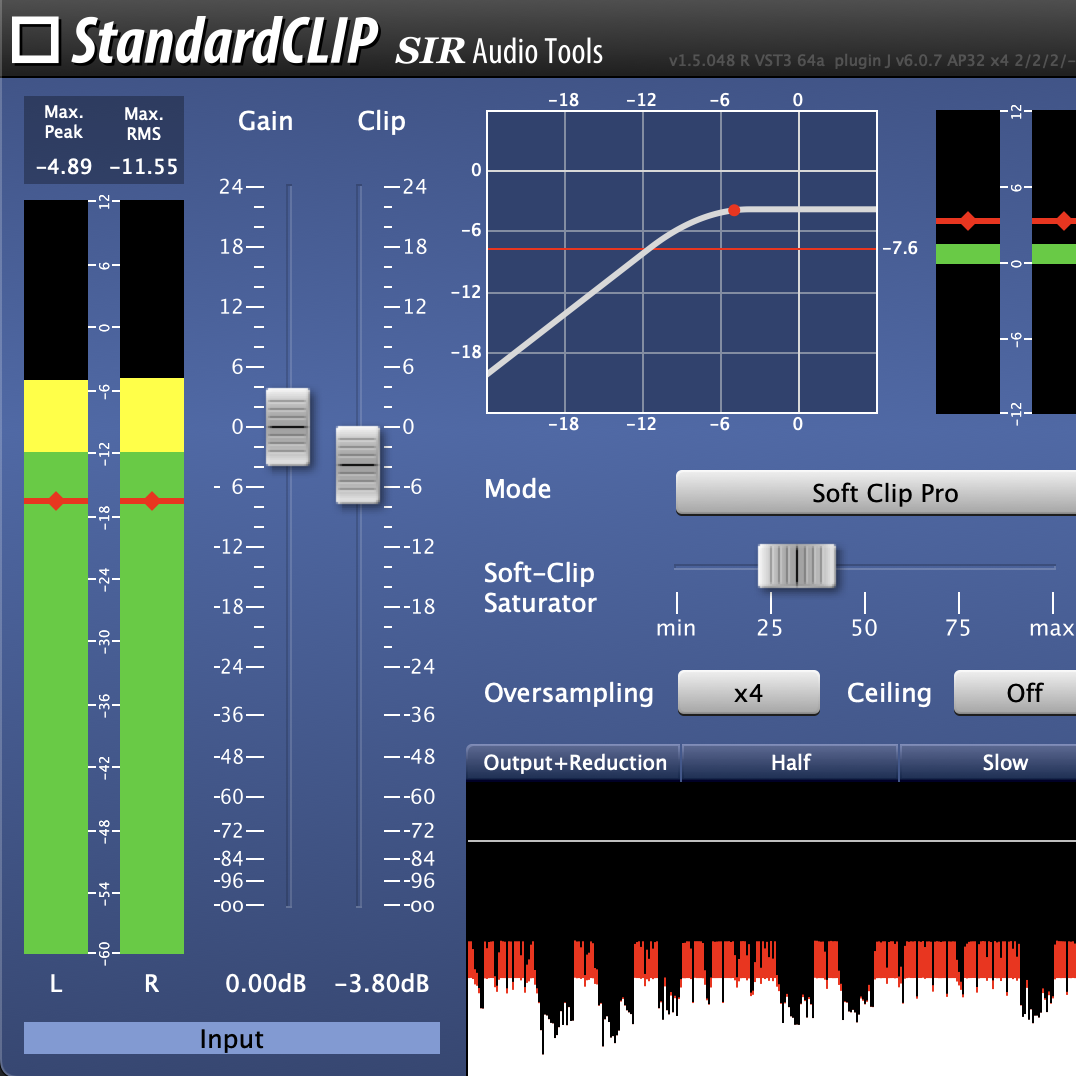 StandardCLIP SIR Audio Tools
v1.5.048 R VST3 64a plugin J v6.0.7 AP32 x4 2/2/2/-
Max. Peak
-4.89
Max. RMS
-11.55
12
6
0
-6
-12
-18
-24
-30
-36
-42
-48
-54
-60
L R
Gain
24
18
12
6
0
- 6
-12
-18
-24
-36
-48
-60
-72
-84
-96
-oo
0.00dB
Clip
-24
-18
-12
6
-0
-6
-12
-18
-24
-36
-48
-60
-72
-84
-96
-oo
-3.80dB
Input
-18 -12 -6 0
0
-6
-12
-18
-7.6
-18 -12 -6 0
12
6
0
-6
-12
Mode Soft Clip Pro
Soft-Clip
Saturator
min 25 50 75 max
Oversampling x4 Ceiling Off
Output+Reduction Half Slow